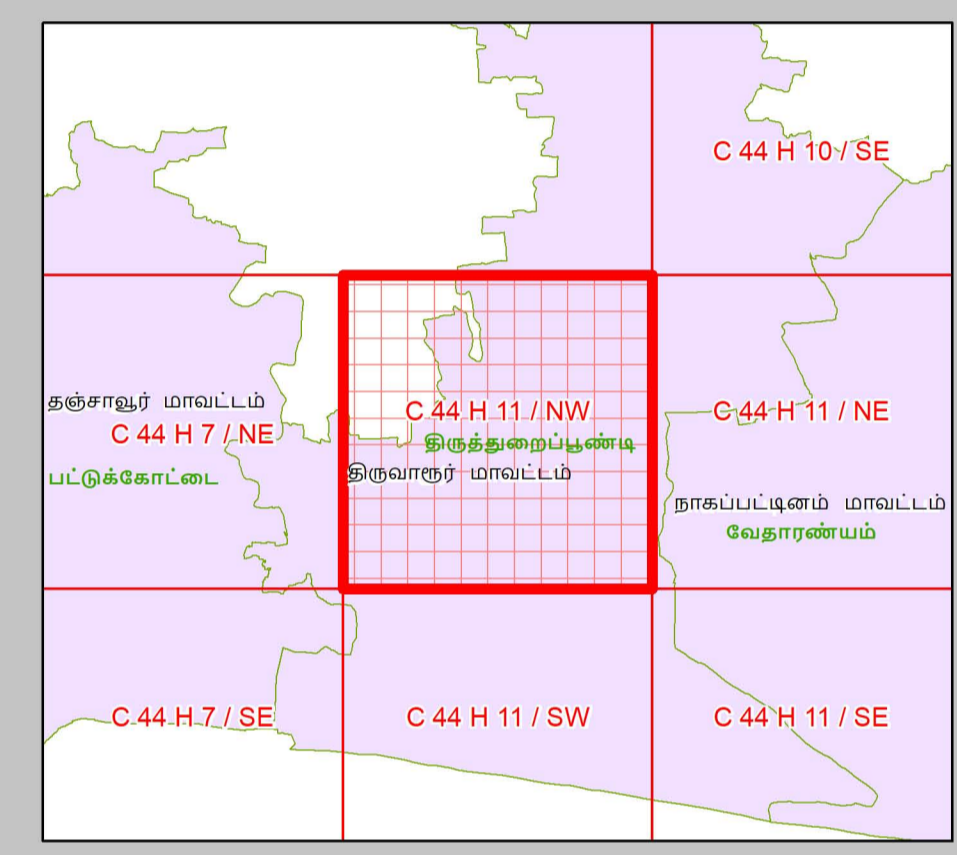 C 44 H 10 / SE
தஞ்சாவூர் மாவட்டம்
C 44 H 7 / NE
பட்டுக்கோட்டை
C 44 H 11 / NW
திருத்துறைப்பூண்டி
திருவாரூர் மாவட்டம்
C 44 H 11 / NE
நாகப்பட்டினம் மாவட்டம்
வேதாரண்யம்
C 44 H 7 / SE
C 44 H 11 / SW
C 44 H 11 / SE